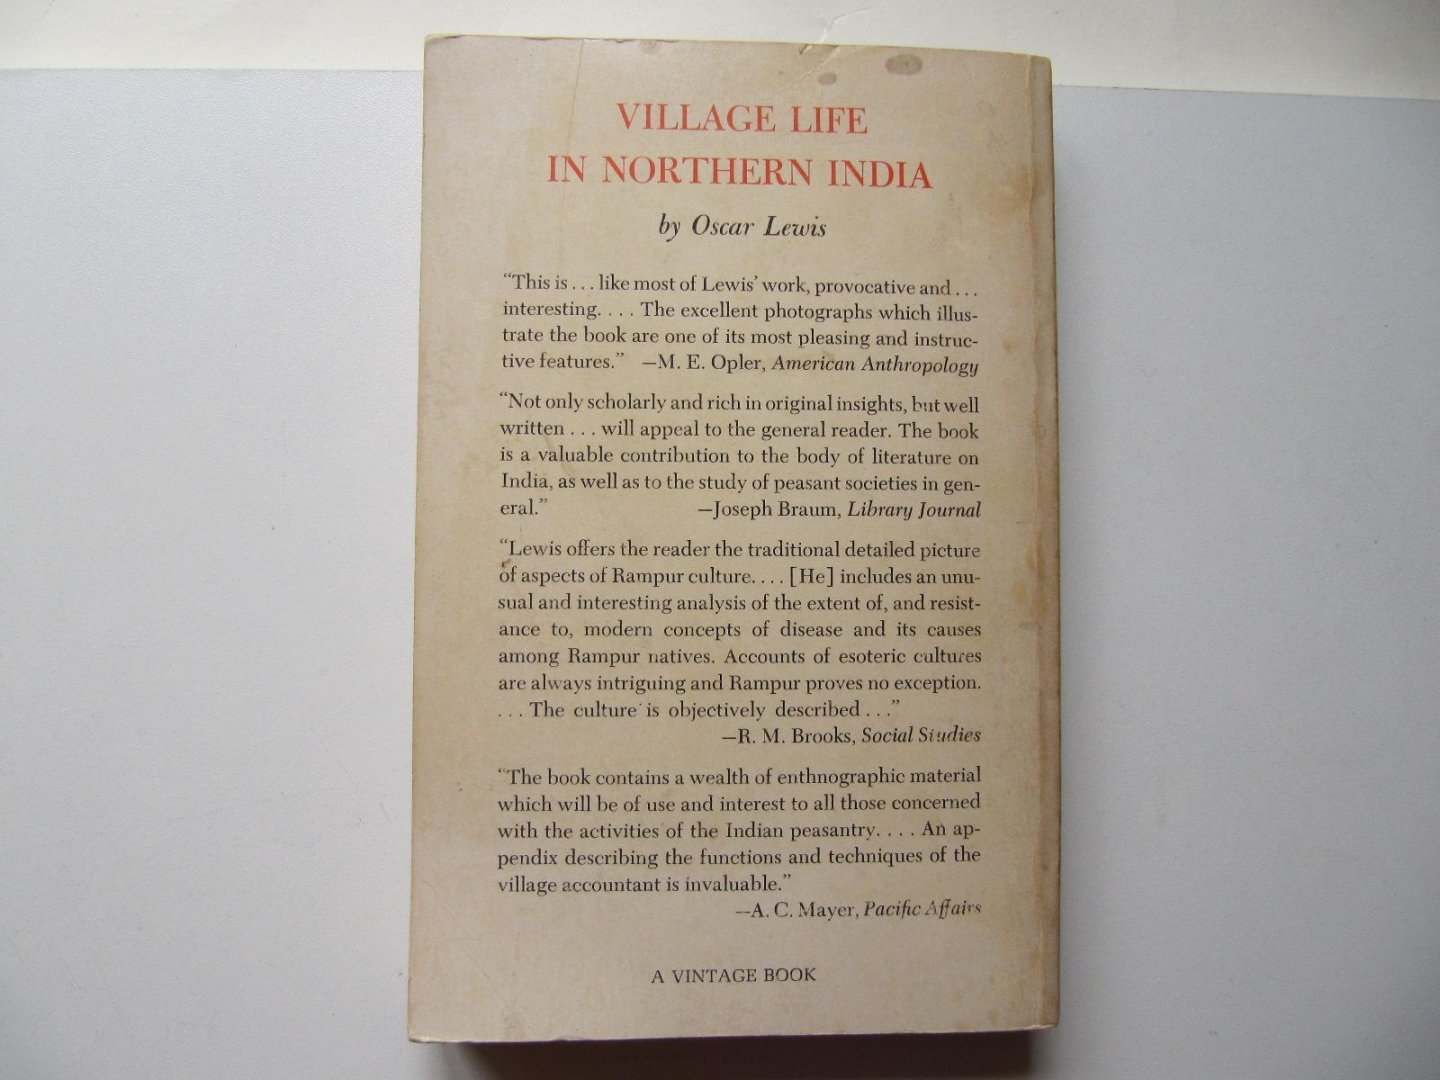 VILLAGE LIFE
IN NORTHERN INDIA
by Oscar Lewis
“This is . . . like most of Lewis’ work, provocative and . . .
interesting. . . . The excellent photographs which illus-
trate the book are one of its most pleasing and instruc-
tive features.” —M. E. Opler, American Anthropology
“Not only scholarly and rich in original insights, but well
written . . . will appeal to the general reader. The book
is a valuable contribution to the body of literature on
India, as well as to the study of peasant societies in gen-
eral.” —Joseph Braum, Library Journal
“Lewis offers the reader the traditional detailed picture
of aspects of Rampur culture. . . . [He] includes an unu-
sual and interesting analysis of the extent of, and resist-
ance to, modern concepts of disease and its causes
among Rampur natives. Accounts of esoteric cultures
are always intriguing and Rampur proves no exception.
. . . The culture is objectively described . . .”
—R. M. Brooks, Social Studies
“The book contains a wealth of enthnographic material
which will be of use and interest to all those concerned
with the activities of the Indian peasantry. . . . An ap-
pendix describing the functions and techniques of the
village accountant is invaluable.”
—A. C. Mayer, Pacific Affairs
A VINTAGE BOOK